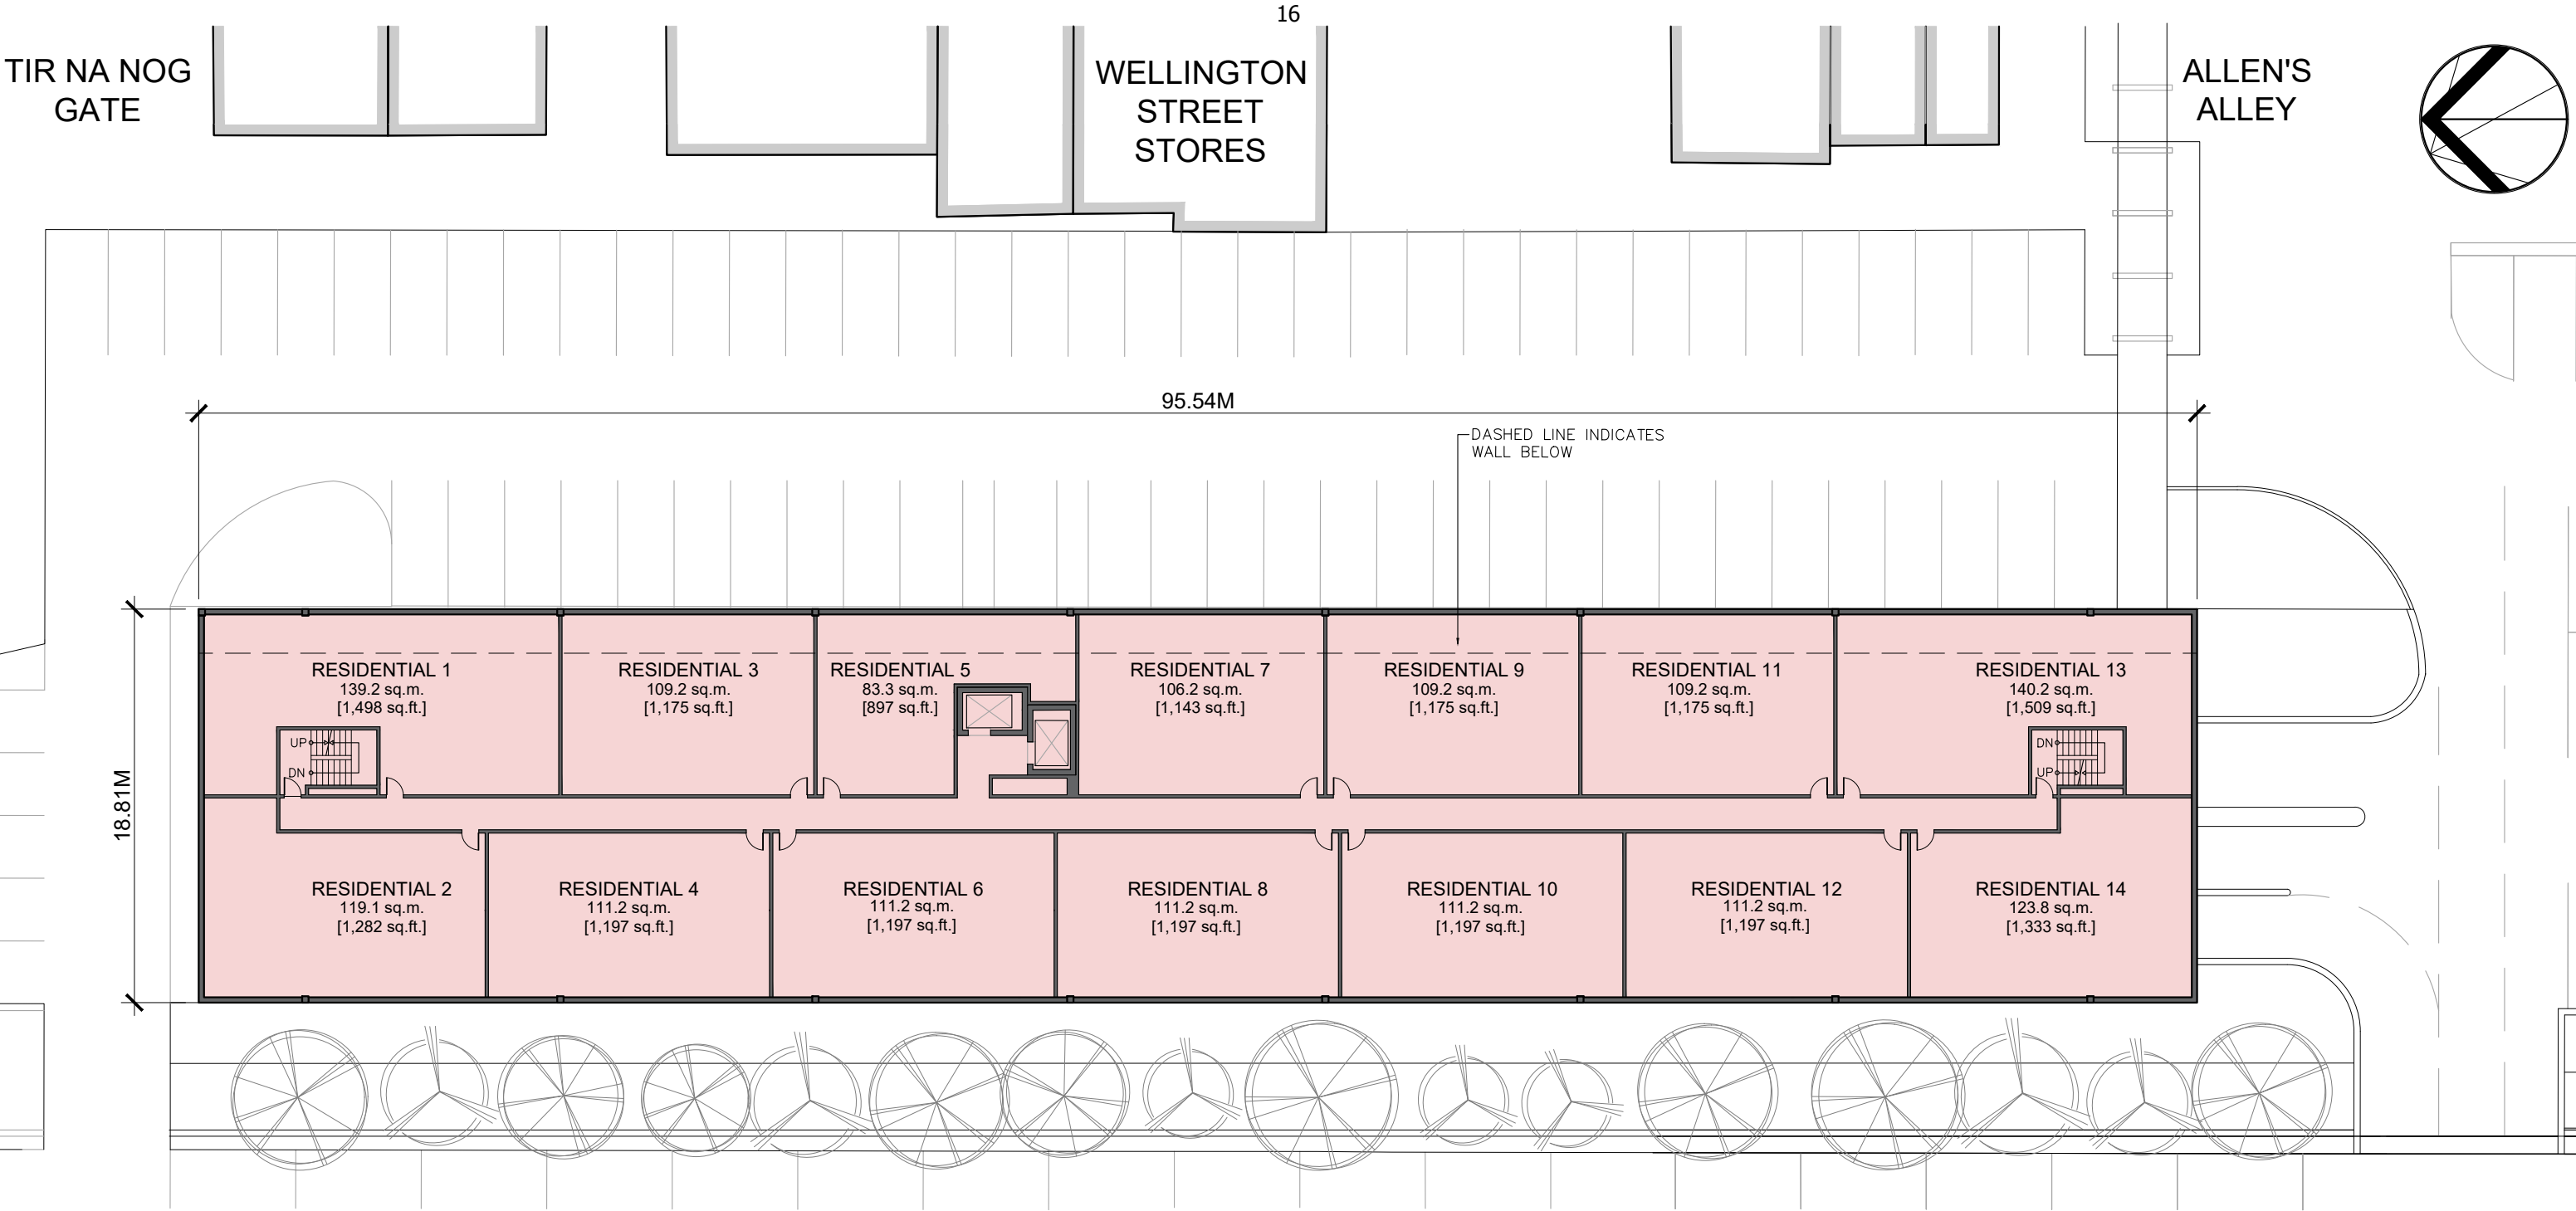 16
TIR NA NOG
GATE
WELLINGTON
STREET
STORES
ALLEN'S
ALLEY
95.54M
DASHED LINE INDICATES
WALL BELOW
18.81M
RESIDENTIAL 1
139.2 sq.m.
[1,498 sq.ft.]
RESIDENTIAL 3
109.2 sq.m.
[1,175 sq.ft.]
RESIDENTIAL 5
83.3 sq.m.
[897 sq.ft.]
RESIDENTIAL 7
106.2 sq.m.
[1,143 sq.ft.]
RESIDENTIAL 9
109.2 sq.m.
[1,175 sq.ft.]
RESIDENTIAL 11
109.2 sq.m.
[1,175 sq.ft.]
RESIDENTIAL 13
140.2 sq.m.
[1,509 sq.ft.]
UP
DN
DN
UP
RESIDENTIAL 2
119.1 sq.m.
[1,282 sq.ft.]
RESIDENTIAL 4
111.2 sq.m.
[1,197 sq.ft.]
RESIDENTIAL 6
111.2 sq.m.
[1,197 sq.ft.]
RESIDENTIAL 8
111.2 sq.m.
[1,197 sq.ft.]
RESIDENTIAL 10
111.2 sq.m.
[1,197 sq.ft.]
RESIDENTIAL 12
111.2 sq.m.
[1,197 sq.ft.]
RESIDENTIAL 14
123.8 sq.m.
[1,333 sq.ft.]